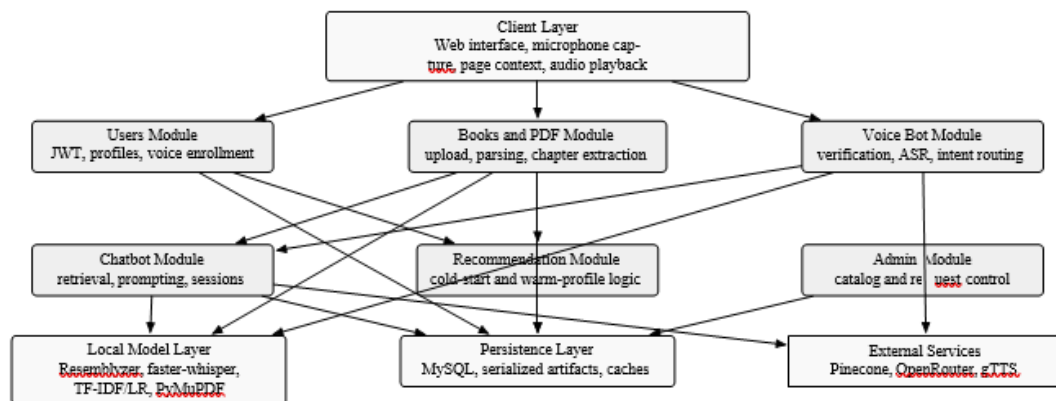 Client Layer
Web interface, microphone cap-
ture, page context, audio playback
Users Module
JWT, profiles, voice enrollment
Books and PDF Module
upload, parsing, chapter extraction
Voice Bot Module
verification, ASR, intent routing
Chatbot Module
retrieval, prompting, sessions
Recommendation Module
cold-start and warm-profile logic
Admin Module
catalog and request control
Local Model Layer
Resemblyzer, faster-whisper,
TF-IDF/LR, PyMuPDF
Persistence Layer
MySQL, serialized artifacts, caches
External Services
Pinecone, OpenRouter, gTTS